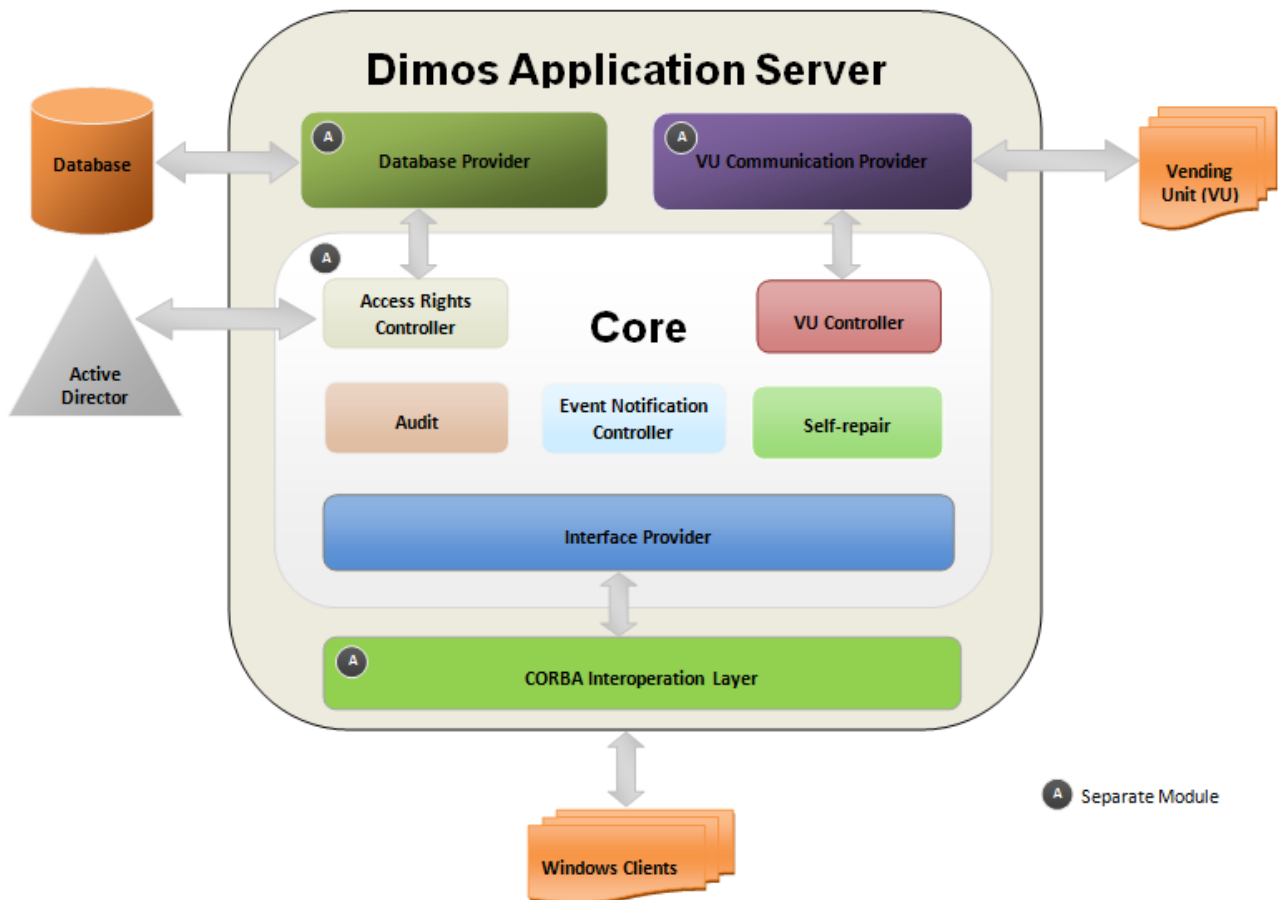 Dimos Application Server
A
Database Provider
A
VU Communication Provider
Database
Vending
Unit (VU)
A
Access Rights
Controller
Core
VU Controller
Active
Director
Audit
Event Notification
Controller
Self-repair
Interface Provider
A
CORBA Interoperation Layer
A Separate Module
Windows Clients